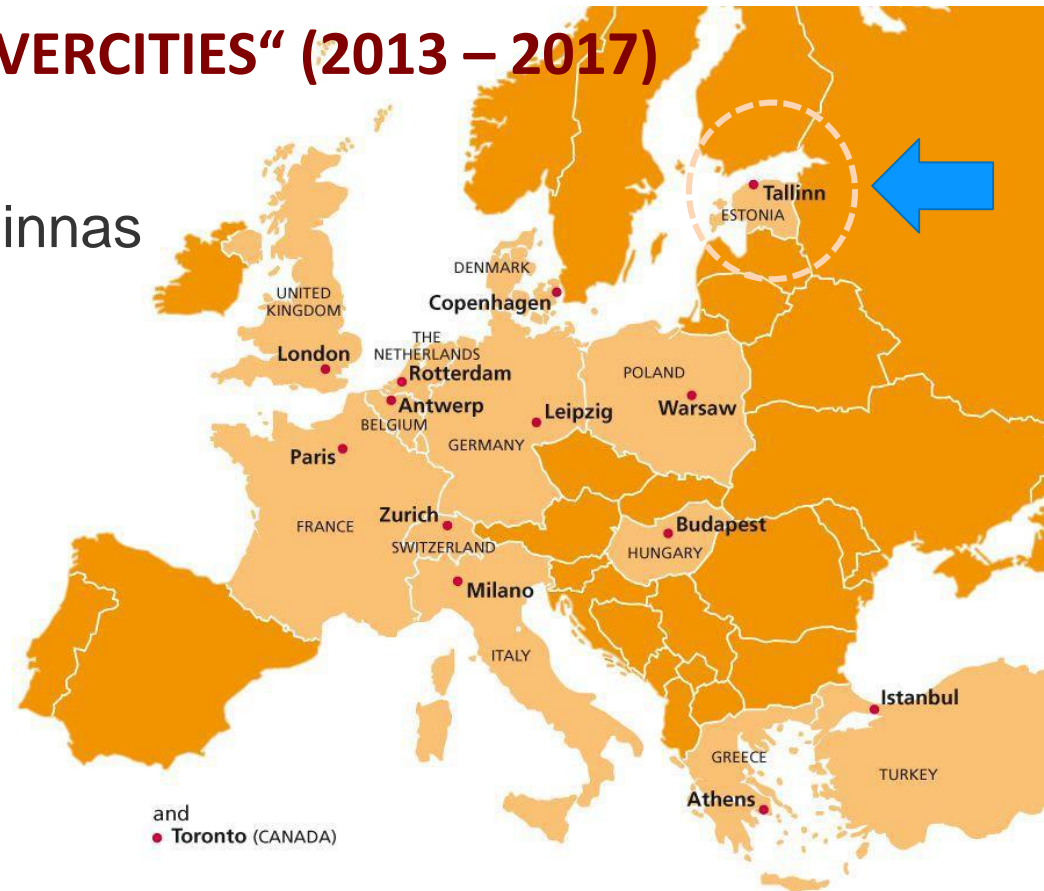 VERCITIES“ (2013 – 2017)
innas
Tallinn
ESTONIA
DENMARK
Copenhagen
UNITED
KINGDOM
London
THE
NETHERLANDS
Rotterdam
Antwerp
BELGIUM
Leipzig
GERMANY
POLAND
Warsaw
Paris
FRANCE
Zurich
SWITZERLAND
Budapest
HUNGARY
Milano
ITALY
Istanbul
GREECE
TURKEY
Athens
and
Toronto (CANADA)